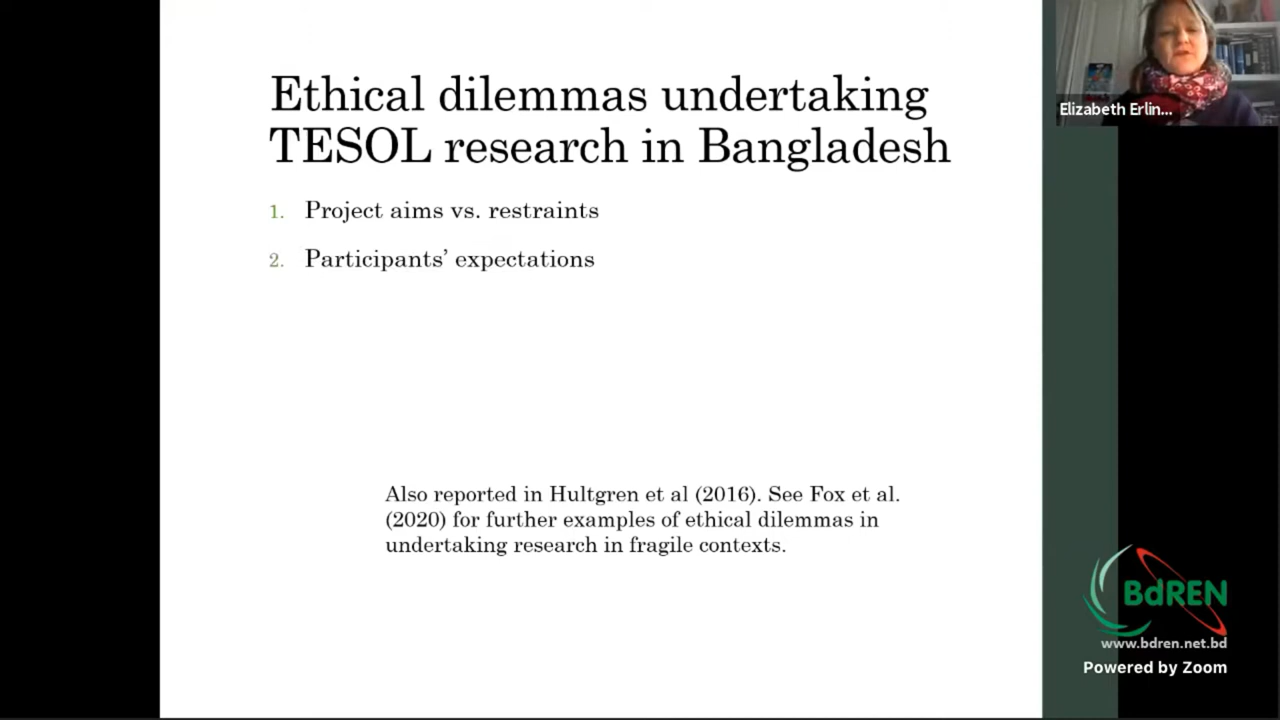 Ethical dilemmas undertaking
TESOL research in Bangladesh
1. Project aims vs. restraints
2. Participants’ expectations
Also reported in Hultgren et al (2016). See Fox et al.
(2020) for further examples of ethical dilemmas in
undertaking research in fragile contexts.
Elizabeth Erlin...
BdREN
www.bdren.net.bd
Powered by Zoom